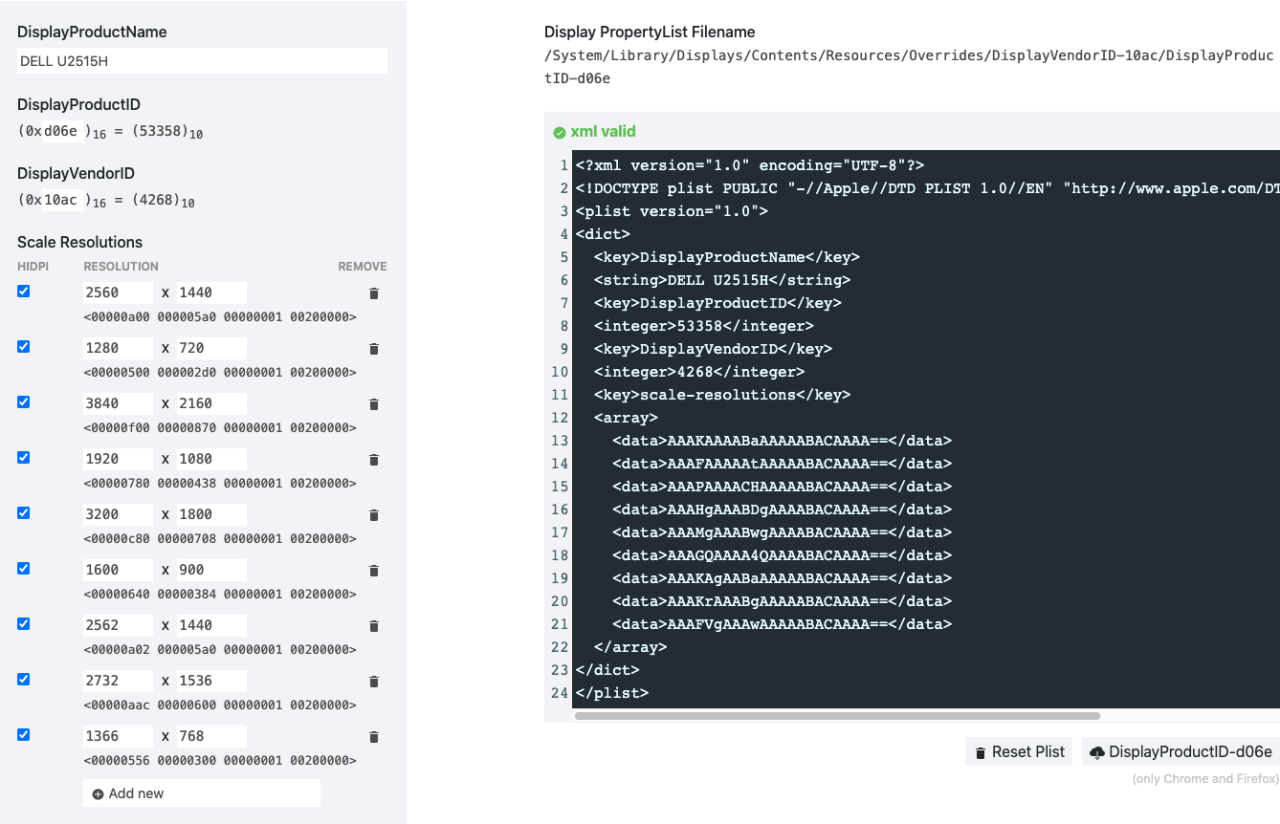 DisplayProductName
DELL U2515H
DisplayProductID
(0xd06e )16 = (53358)10
DisplayVendorID
(0x10ac )16 = (4268)10
Scale Resolutions
HIDPI RESOLUTION REMOVE
2560 x 1440
<00000a00 000005a0 00000001 00200000>
1280 x 720
<00000500 000002d0 00000001 00200000>
3840 x 2160
<00000f00 00000870 00000001 00200000>
1920 x 1080
<00000780 00000438 00000001 00200000>
3200 x 1800
<00000c80 00000708 00000001 00200000>
1600 x 900
<00000640 00000384 00000001 00200000>
2562 x 1440
<00000a02 000005a0 00000001 00200000>
2732 x 1536
<00000aac 00000600 00000001 00200000>
1366 x 768
<00000556 00000300 00000001 00200000>
Add new
Display PropertyList Filename
/System/Library/Displays/Contents/Resources/Overrides/DisplayVendorID-10ac/DisplayProduc
tID-d06e
xml valid
1 <?xml version="1.0" encoding="UTF-8"?>
2 <!DOCTYPE plist PUBLIC "-//Apple//DTD PLIST 1.0//EN" "http://www.apple.com/DT
3 <plist version="1.0">
4 <dict>
5 <key>DisplayProductName</key>
6 <string>DELL U2515H</string>
7 <key>DisplayProductID</key>
8 <integer>53358</integer>
9 <key>DisplayVendorID</key>
10 <integer>4268</integer>
11 <key>scale-resolutions</key>
12 <array>
13 <data>AAAKAAAABaAAAAABACAAAA==</data>
14 <data>AAAFAAAAAtAAAAABACAAAA==</data>
15 <data>AAAPAAAACHAAAAABACAAAA==</data>
16 <data>AAAHgAAABDgAAAABACAAAA==</data>
17 <data>AAAMgAAABwgAAAABACAAAA==</data>
18 <data>AAAGQAAAA4QAAAABACAAAA==</data>
19 <data>AAAKAgAABaAAAAABACAAAA==</data>
20 <data>AAAKrAAABgAAAAABACAAAA==</data>
21 <data>AAAFVgAAAwAAAAABACAAAA==</data>
22 </array>
23 </dict>
24 </plist>
Reset Plist
DisplayProductID-d06e
(only Chrome and Firefox)